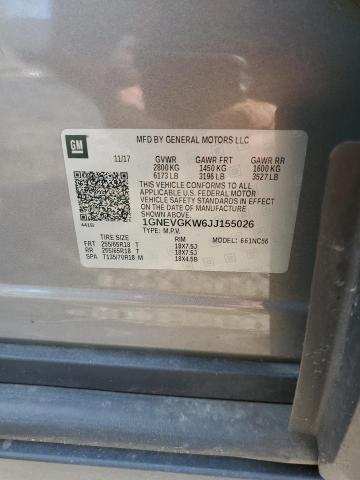 GM
MFD BY GENERAL MOTORS LLC
11/17 GVWR GAWR FRT GAWR RR
2800 KG 1450 KG 1600 KG
6173 LB 3196 LB 3527 LB
THIS VEHICLE CONFORMS TO ALL
APPLICABLE U.S. FEDERAL MOTOR
VEHICLE SAFETY STANDARDS IN
EFFECT ON THE DATE OF
MANUFACTURE SHOWN ABOVE.
1GNEVGKW6JJ155026
TYPE: M.P.V.
TIRE SIZE RIM MODEL:
FRT 255/65R18 T 18X7.5J
RR 255/65R18 T 18X7.5J
SPA T135/70R18 M 18X4.5B